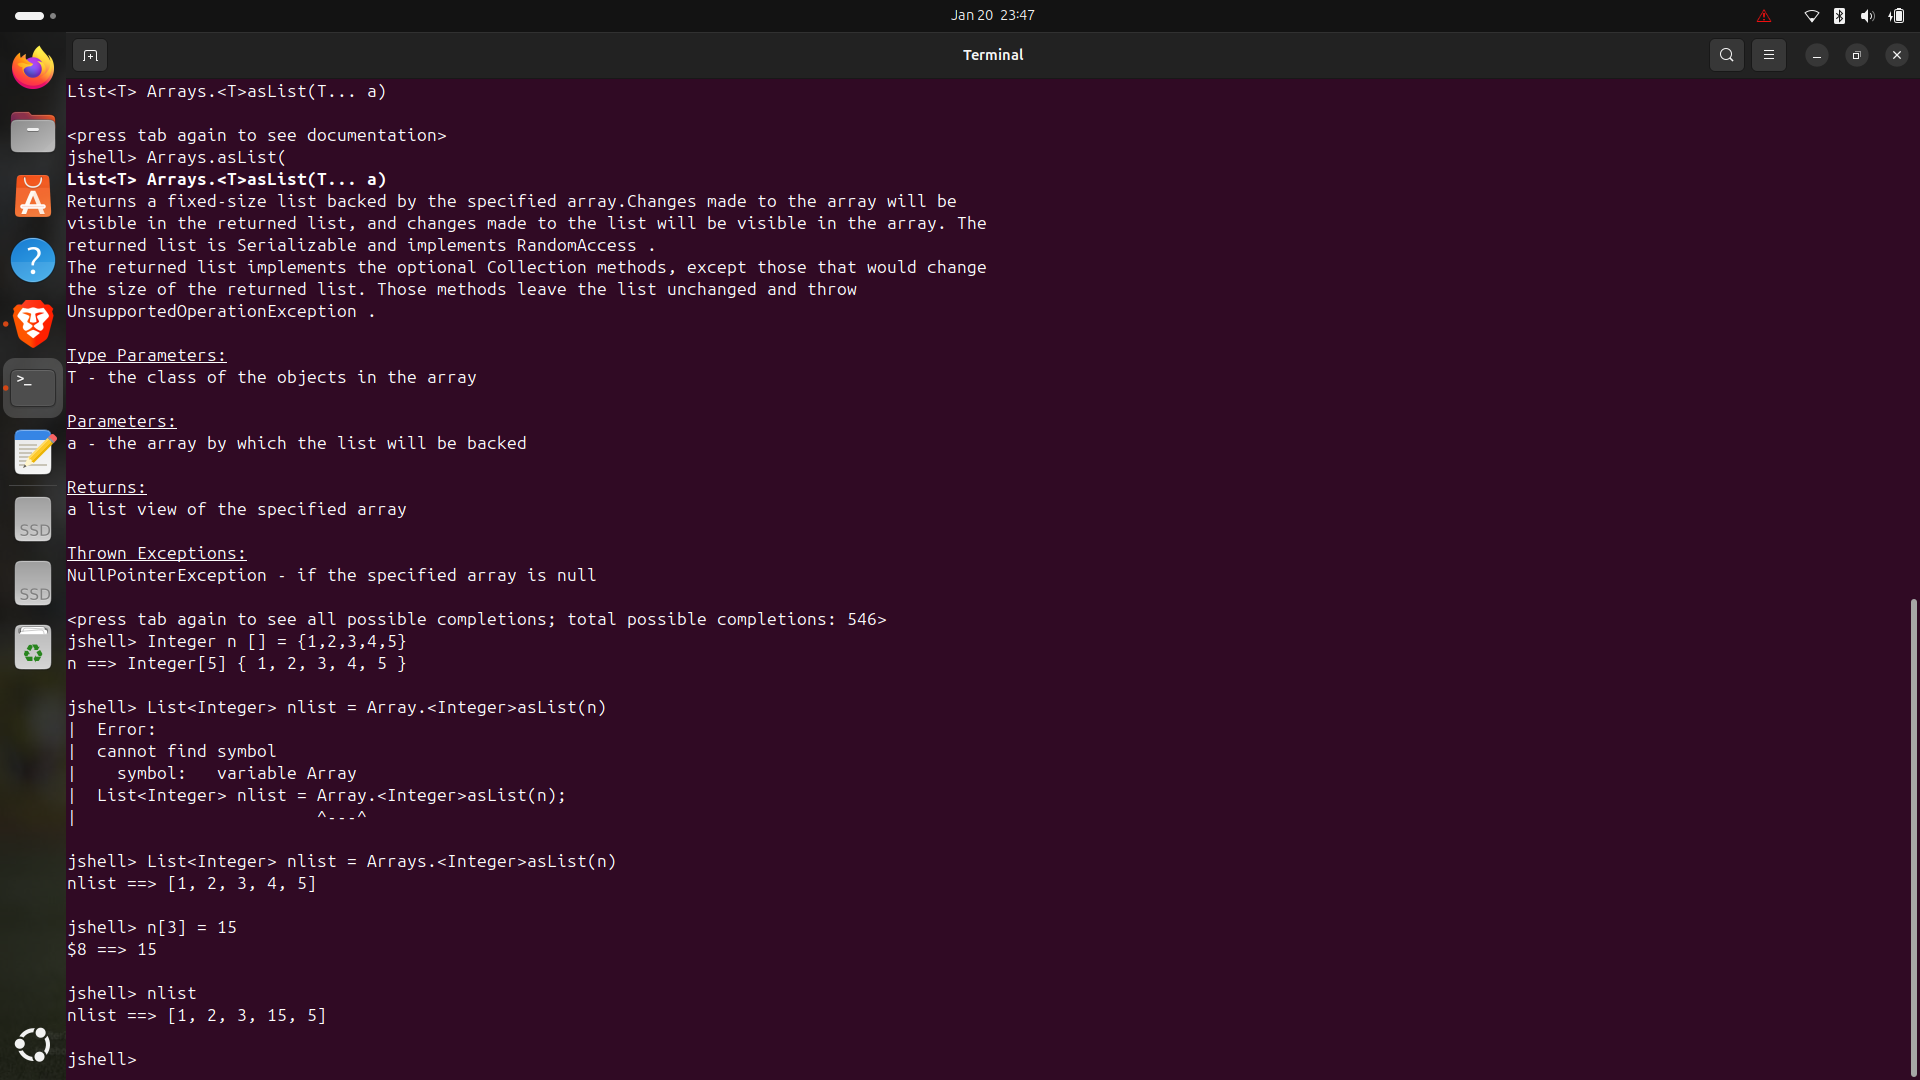 Jan 20 23:47
Terminal
List<T> Arrays.<T>asList(T... a)
<press tab again to see documentation>
jshell> Arrays.asList(
List<T> Arrays.<T>asList(T... a)
Returns a fixed-size list backed by the specified array.Changes made to the array will be
visible in the returned list, and changes made to the list will be visible in the array. The
returned list is Serializable and implements RandomAccess .
The returned list implements the optional Collection methods, except those that would change
the size of the returned list. Those methods leave the list unchanged and throw
UnsupportedOperationException .
Type Parameters:
T - the class of the objects in the array
Parameters:
a - the array by which the list will be backed
Returns:
a list view of the specified array
Thrown Exceptions:
NullPointerException - if the specified array is null
<press tab again to see all possible completions; total possible completions: 546>
jshell> Integer n [] = {1,2,3,4,5}
n ==> Integer[5] { 1, 2, 3, 4, 5 }
jshell> List<Integer> nlist = Array.<Integer>asList(n)
|  Error:
|  cannot find symbol
|    symbol:   variable Array
|  List<Integer> nlist = Array.<Integer>asList(n);
|                        ^---^
jshell> List<Integer> nlist = Arrays.<Integer>asList(n)
nlist ==> [1, 2, 3, 4, 5]
jshell> n[3] = 15
$8 ==> 15
jshell> nlist
nlist ==> [1, 2, 3, 15, 5]
jshell>
SSD
SSD